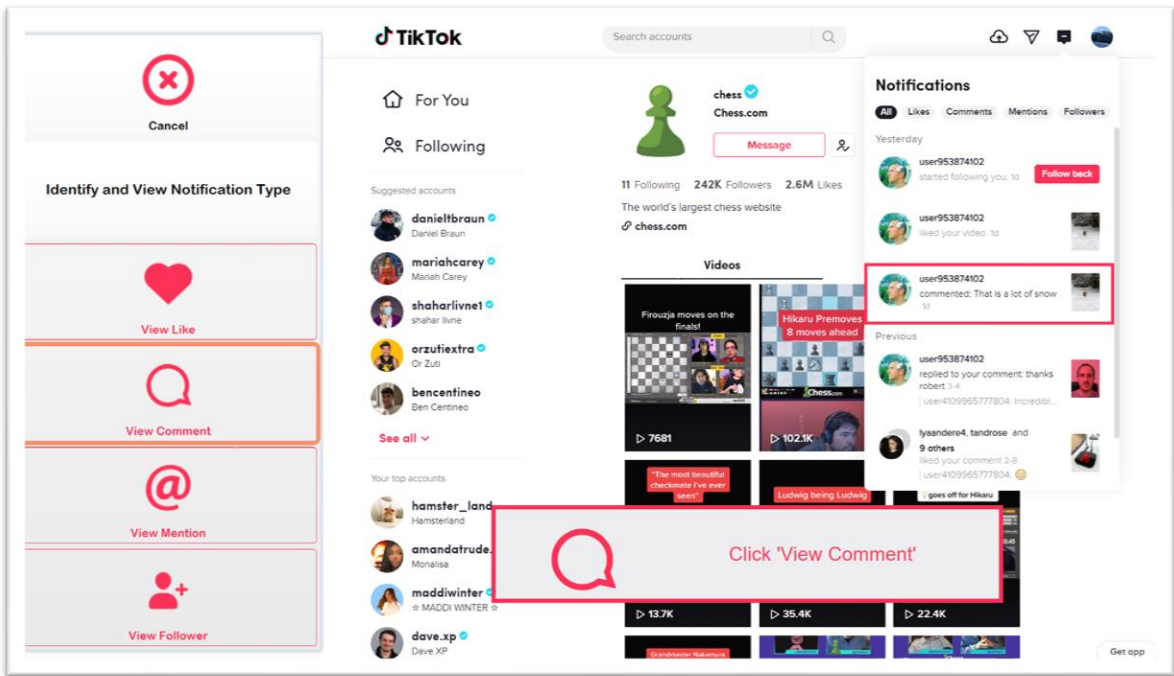 Cancel
Identify and View Notification Type
View Like
View Comment
View Mention
View Follower
TikTok
Search accounts
For You
Following
Suggested accounts
danieltbraun
Daniel Braun
mariahcarey
Mariah Carey
shaharlivne1
shahar livne
orzutiextra
Or Zuti
bencentineo
Ben Centineo
See all
Your top accounts
hamster_land
Hamsterland
amandatrude.
Monalisa
maddiwinter
☆ MADDI WINTER ☆
dave.xp
Dave XP
chess
Chess.com
Message
11 Following 242K Followers 2.6M Likes
The world's largest chess website
chess.com
Videos
Firouzja moves on the
finals!
7681
Hikaru Premoves
8 moves ahead
Chess.com
102.1K
"The most beautiful
checkmate I've ever
seen"
13.7K
Ludwig being Ludwig
35.4K
goes off for Hikaru
22.4K
Grandmaster Nakamura
Click 'View Comment'
Notifications
All Likes Comments Mentions Followers
Yesterday
user953874102
started following you. 1d
Follow back
user953874102
liked your video. 1d
user953874102
commented: That is a lot of snow
1d
Previous
user953874102
replied to your comment: thanks
robert 3-4
user4109965777804: Incredibl...
lyaandere4, tandrose and
9 others
liked your comment 2-8
user4109965777804: 😊
Get app